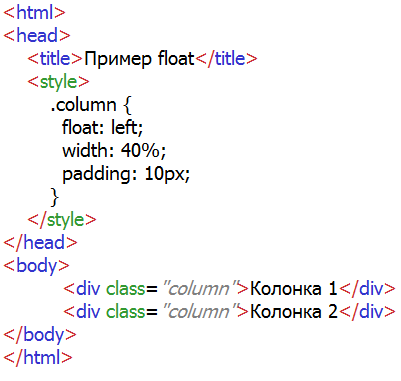 <html>
<head>
<title>Пример float</title>
<style>
.column {
float: left;
width: 40%;
padding: 10px;
}
</style>
</head>
<body>
<div class="column">Колонка 1</div>
<div class="column">Колонка 2</div>
</body>
</html>